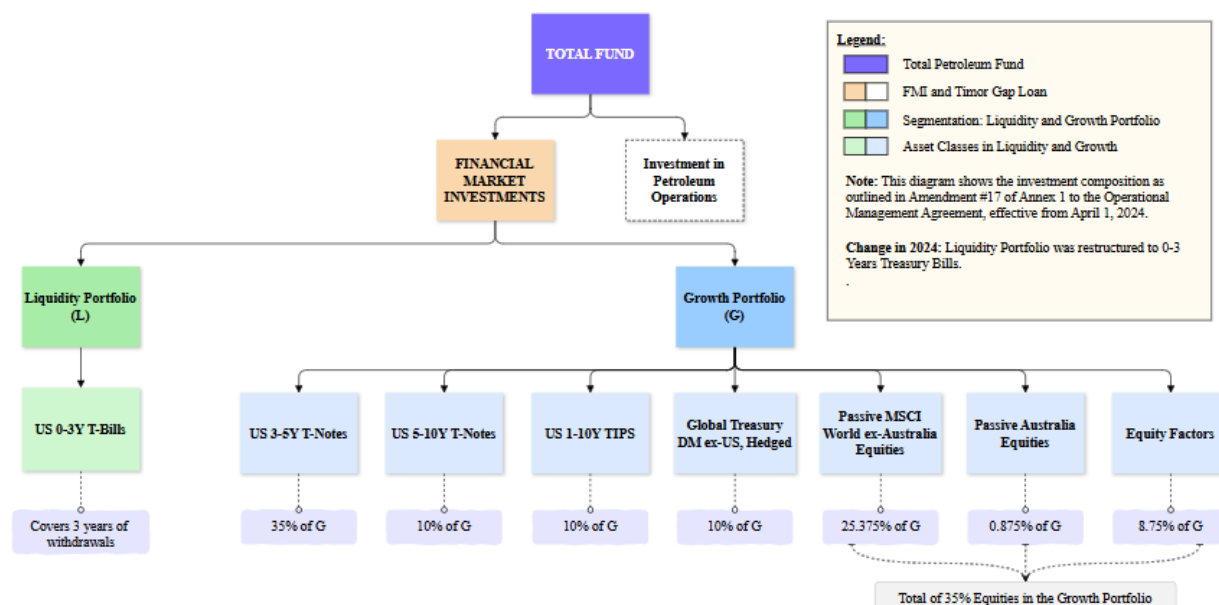 TOTAL FUND
Legend:
Total Petroleum Fund
FMI and Timor Gap Loan
Segmentation: Liquidity and Growth Portfolio
Asset Classes in Liquidity and Growth
Note: This diagram shows the investment composition as
outlined in Amendment #17 of Annex 1 to the Operational
Management Agreement, effective from April 1, 2024.
Change in 2024: Liquidity Portfolio was restructured to 0-3
Years Treasury Bills.
.
FINANCIAL
MARKET
INVESTMENTS
Investment in
Petroleum
Operations
Liquidity Portfolio
(L)
Growth Portfolio
(G)
US 0-3Y T-Bills
US 3-5Y T-Notes
US 5-10Y T-Notes
US 1-10Y TIPS
Global Treasury
DM ex-US, Hedged
Passive MSCI
World ex-Australia
Equities
Passive Australia
Equities
Equity Factors
Covers 3 years of
withdrawals
35% of G
10% of G
10% of G
10% of G
25.375% of G
0.875% of G
8.75% of G
Total of 35% Equities in the Growth Portfolio